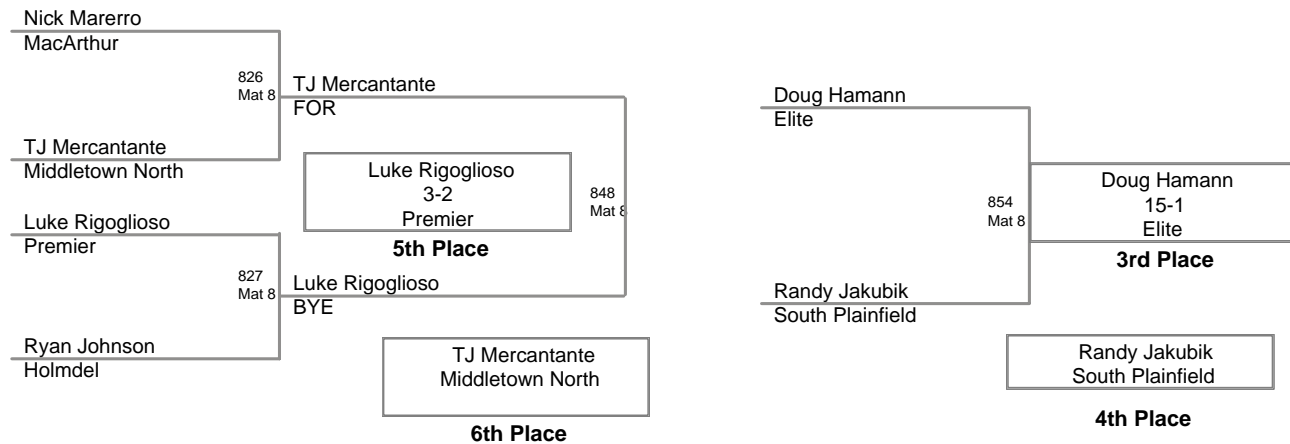 Nick Marerro
MacArthur
826
Mat 8
TJ Mercantante
FOR
TJ Mercantante
Middletown North
Luke Rigoglioso
3-2
Premier
5th Place
848
Mat 8
Luke Rigoglioso
Premier
827
Mat 8
Luke Rigoglioso
BYE
Ryan Johnson
Holmdel
TJ Mercantante
Middletown North
6th Place
Doug Hamann
Elite
854
Mat 8
Doug Hamann
15-1
Elite
3rd Place
Randy Jakubik
South Plainfield
Randy Jakubik
South Plainfield
4th Place